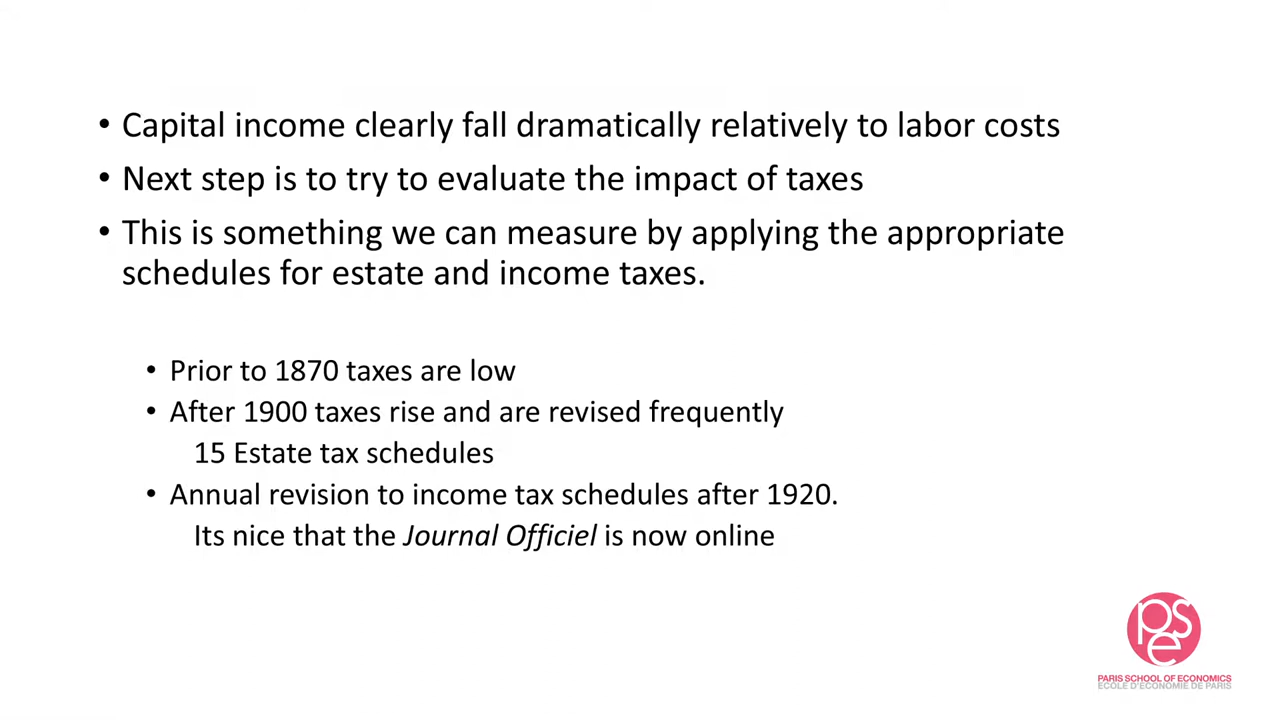 • Capital income clearly fall dramatically relatively to labor costs
• Next step is to try to evaluate the impact of taxes
• This is something we can measure by applying the appropriate
schedules for estate and income taxes.
• Prior to 1870 taxes are low
• After 1900 taxes rise and are revised frequently
15 Estate tax schedules
• Annual revision to income tax schedules after 1920.
Its nice that the Journal Officiel is now online
pse
PARIS SCHOOL OF ECONOMICS
ECOLE D'ECONOMIE DE PARIS